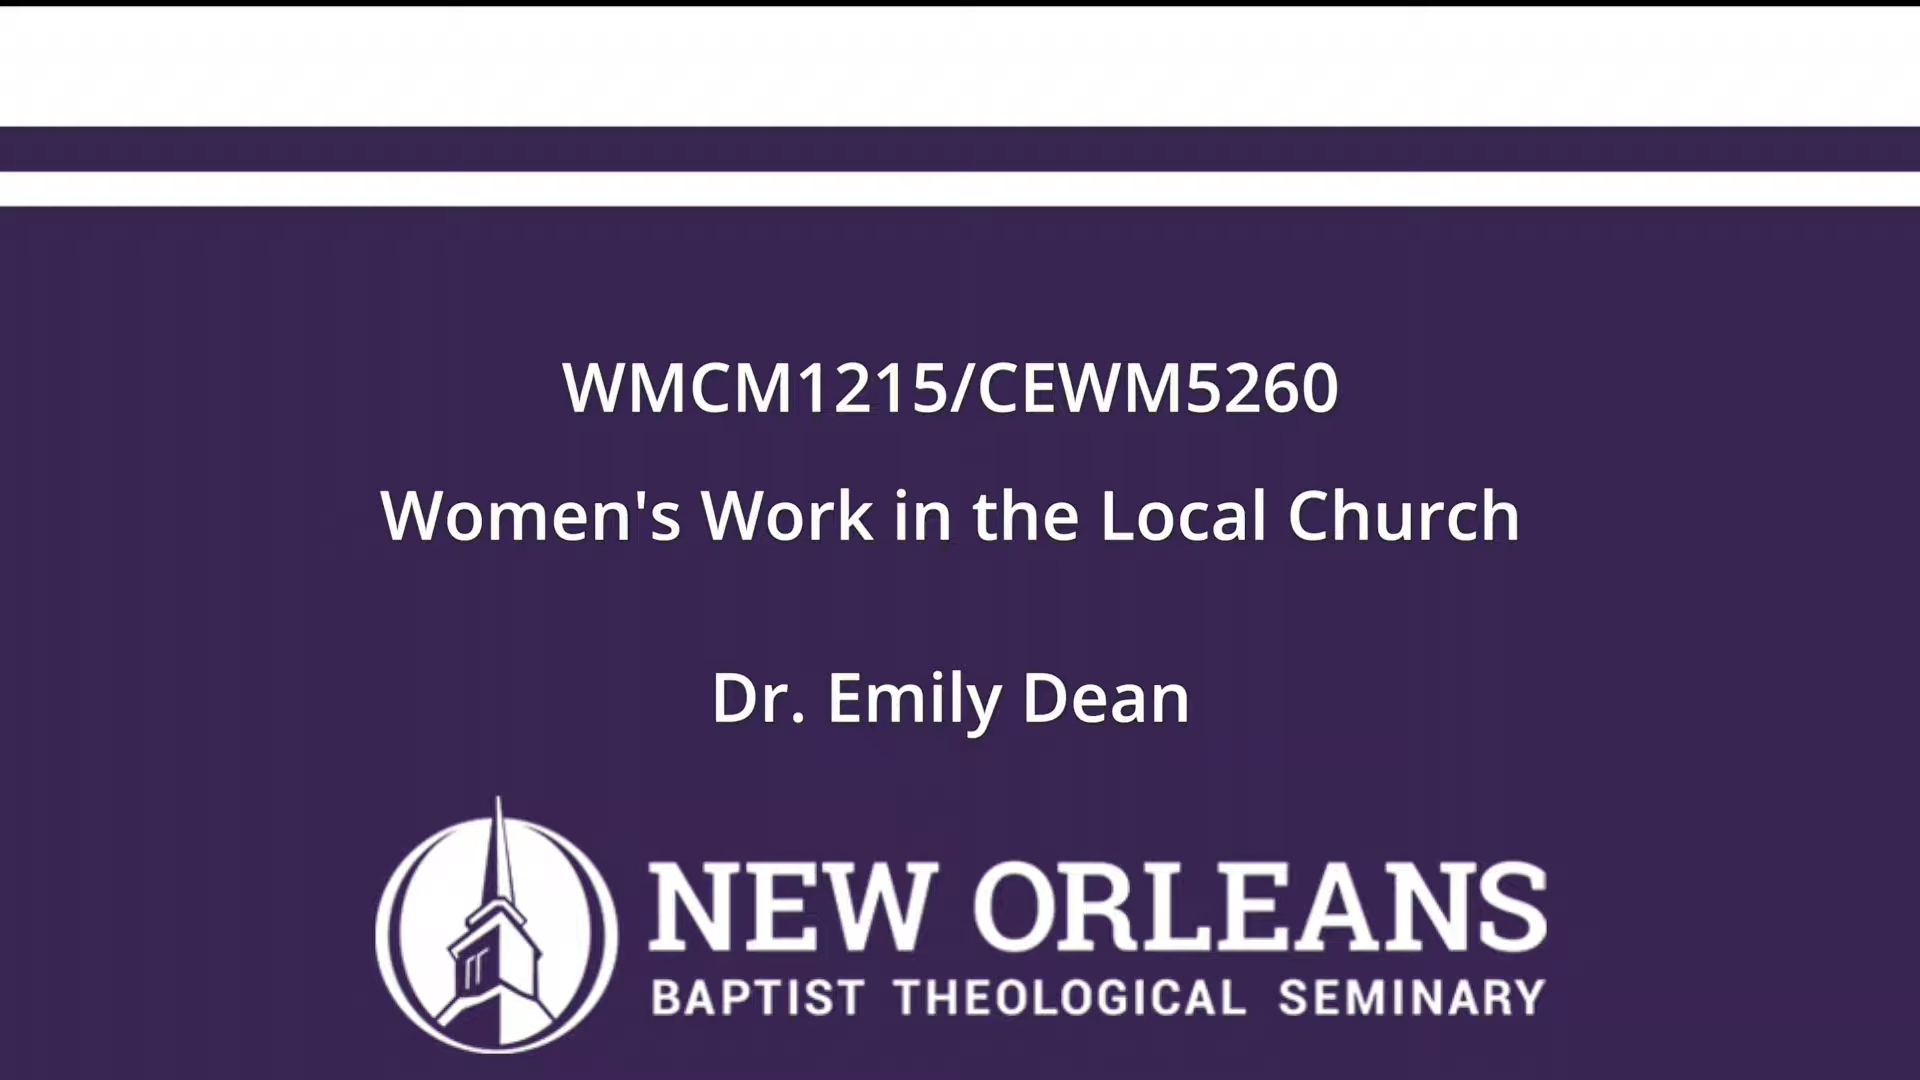 WMCM1215/CEWM5260
Women's Work in the Local Church
Dr. Emily Dean
NEW ORLEANS
BAPTIST THEOLOGICAL SEMINARY